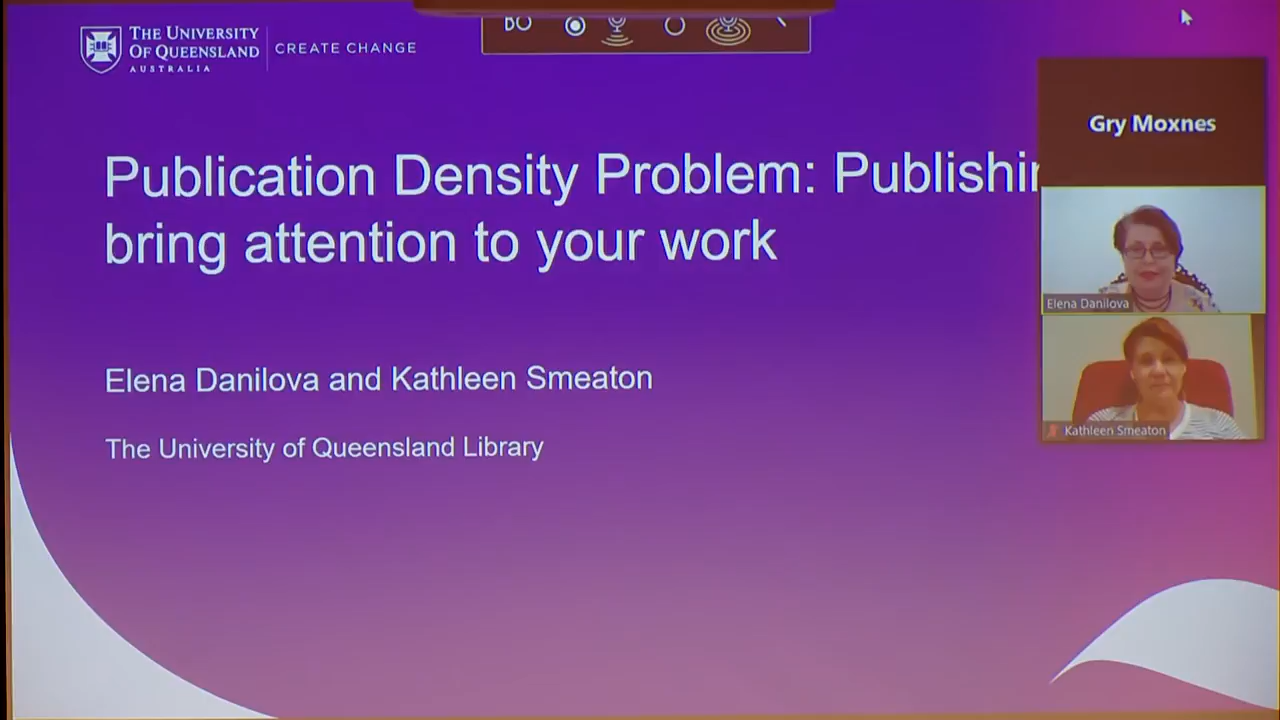 THE UNIVERSITY
OF QUEENSLAND
AUSTRALIA
CREATE CHANGE
Gry Moxnes
Publication Density Problem:
bring attention to your work
Elena Danilova
Elena Danilova and Kathleen Smeaton
Kathleen Smeaton
The University of Queensland Library